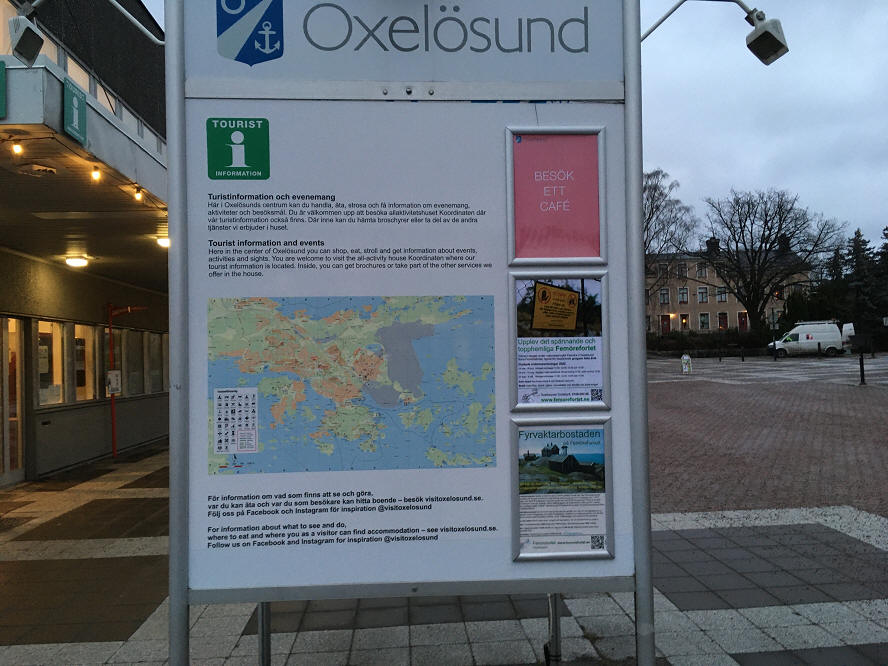 Oxelösund
TOURIST
i
INFORMATION
Turistinformation och evenemang
Här i Oxelösunds centrum kan du handla, äta, strosa och få information om evenemang,
aktiviteter och besöksmål. Du är välkommen upp att besöka allaktivitetshuset Koordinaten där
vår turistinformation också finns. Där inne kan du hämta broschyrer eller ta del av de andra
tjänster vi erbjuder i huset.
Tourist information and events
Here in the center of Oxelösund you can shop, eat, stroll and get information about events,
activities and sights. You are welcome to visit the all-activity house Koordinaten where our
tourist information is located. Inside, you can get brochures or take part of the other services we
offer in the house.
För information om vad som finns att se och göra,
var du kan äta och var du som besökare kan hitta boende – besök visitoxelosund.se.
Följ oss på Facebook och Instagram för inspiration @visitoxelosund
For information about what to see and do,
where to eat and where you as a visitor can find accommodation – see visitoxelosund.se.
Follow us on Facebook and Instagram for inspiration @visitoxelosund
BESÖK
ETT
CAFÉ
Upplev det spännande och
topphemliga Femörefortet
www.femorefortet.se
Fyrvaktarbostaden
på Femörefortet